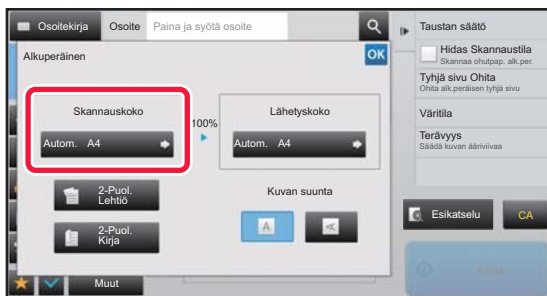 Osoitekirja
Osoite
Paina ja syötä osoite
Alkuperäinen
OK
Skannauskoko
Autom. A4
100%
Lähetyskoko
Autom. A4
2-Puol.
Lehtiö
2-Puol.
Kirja
Kuvan suunta
A
A
Muut
Taustan säätö
Hidas Skannaustila
Skannaa ohutpap. alk.per.
Tyhjä sivu Ohita
Ohita alk.peräisen tyhjä sivu
Väritila
Terävyys
Säädä kuvan ääriviivaa
Esikatselu
CA
Aloita